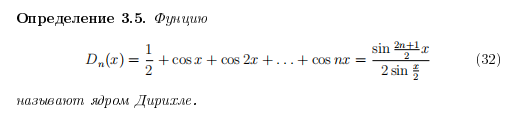 Определение 3.5. Фунцию
D_n(x) = 1/2 + cos x + cos 2x + … + cos nx = (sin (2n+1)/2 x)/(2 sin x/2) (32)
называют ядром Дирихле.